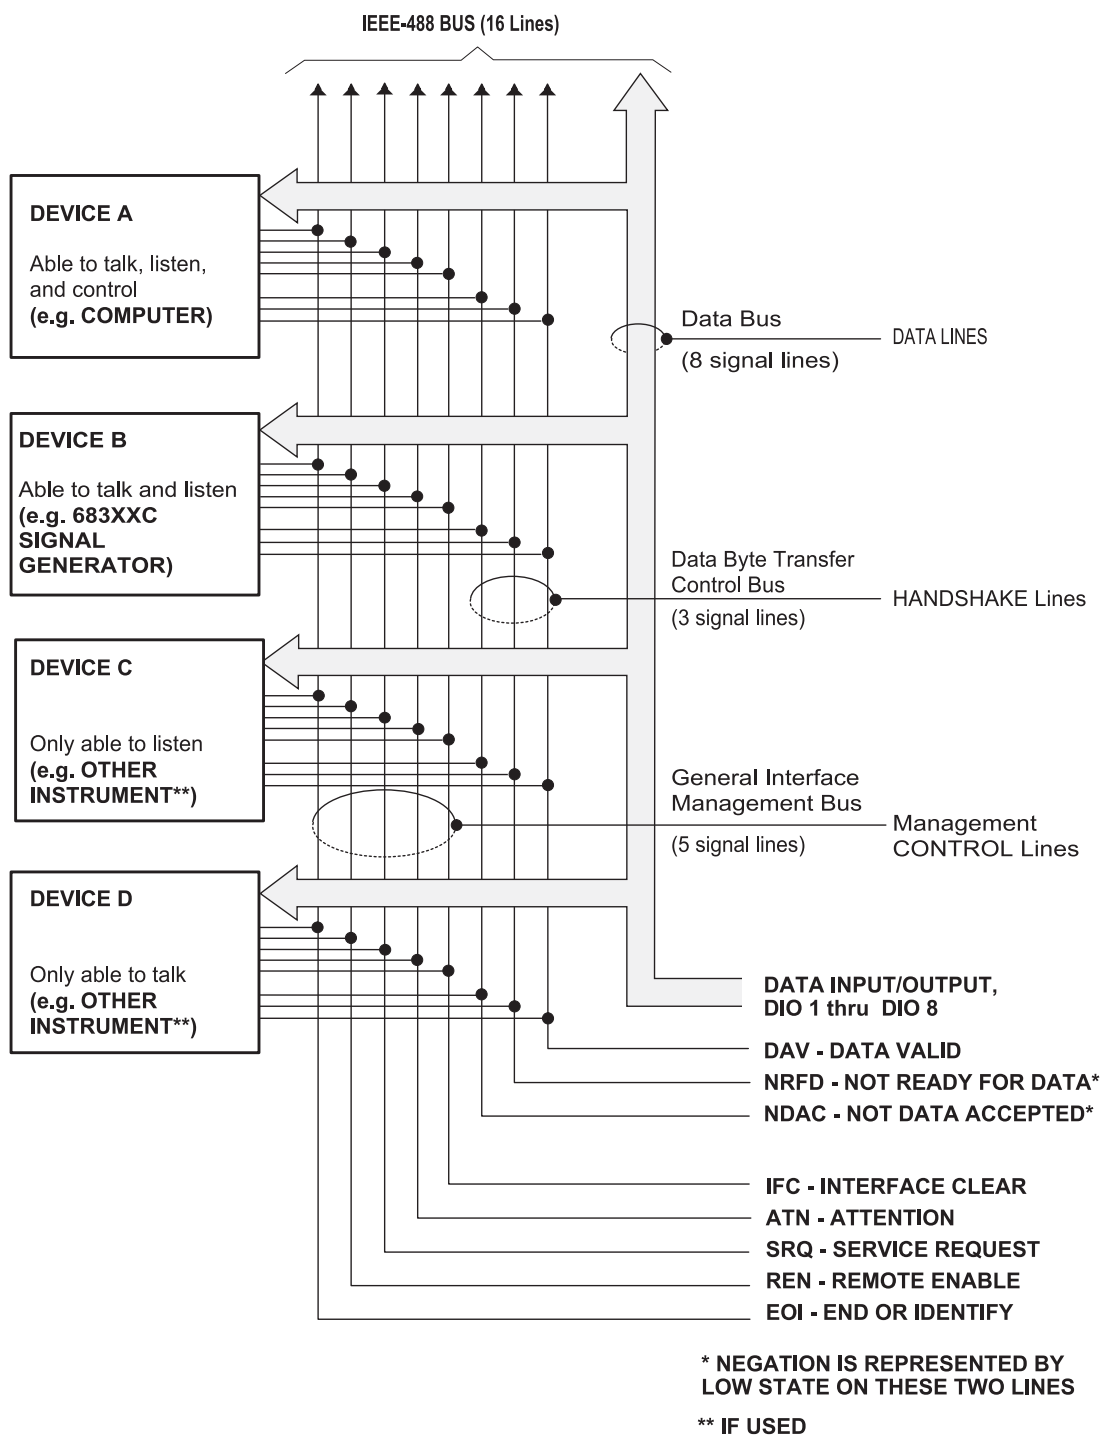 IEEE-488 BUS (16 Lines)
DEVICE A
Able to talk, listen,
and control
(e.g. COMPUTER)
Data Bus
(8 signal lines)
DATA LINES
DEVICE B
Able to talk and listen
(e.g. 683XXC
SIGNAL
GENERATOR)
Data Byte Transfer
Control Bus
(3 signal lines)
HANDSHAKE Lines
DEVICE C
Only able to listen
(e.g. OTHER
INSTRUMENT**)
General Interface
Management Bus
(5 signal lines)
Management
CONTROL Lines
DEVICE D
Only able to talk
(e.g. OTHER
INSTRUMENT**)
DATA INPUT/OUTPUT,
DIO 1 thru DIO 8
DAV - DATA VALID
NRFD - NOT READY FOR DATA*
NDAC - NOT DATA ACCEPTED*
IFC - INTERFACE CLEAR
ATN - ATTENTION
SRQ - SERVICE REQUEST
REN - REMOTE ENABLE
EOI - END OR IDENTIFY
* NEGATION IS REPRESENTED BY
LOW STATE ON THESE TWO LINES
** IF USED